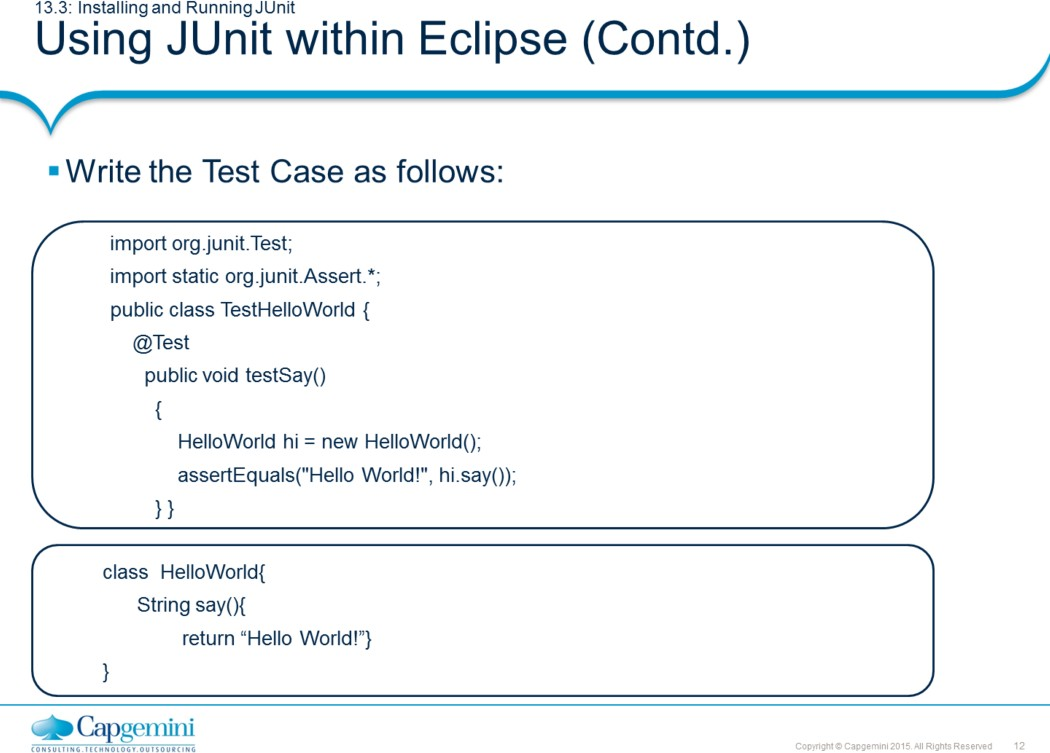 13.3: Installing and Running JUnit
Using JUnit within Eclipse (Contd.)
Write the Test Case as follows:
import org.junit.Test;
import static org.junit.Assert.*;
public class TestHelloWorld {
@Test
public void testSay()
{
HelloWorld hi = new HelloWorld();
assertEquals("Hello World!", hi.say());
} }
class HelloWorld{
String say(){
return “Hello World!”}
}
Capgemini
CONSULTING.TECHNOLOGY.OUTSOURCING
Copyright © Capgemini 2015. All Rights Reserved 12